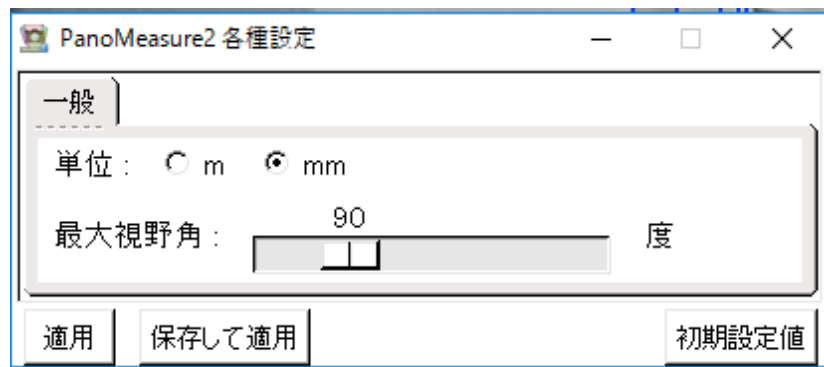 PanoMeasure2 各種設定
一般
単位: m mm
90
最大視野角: 度
適用 保存して適用 初期設定値